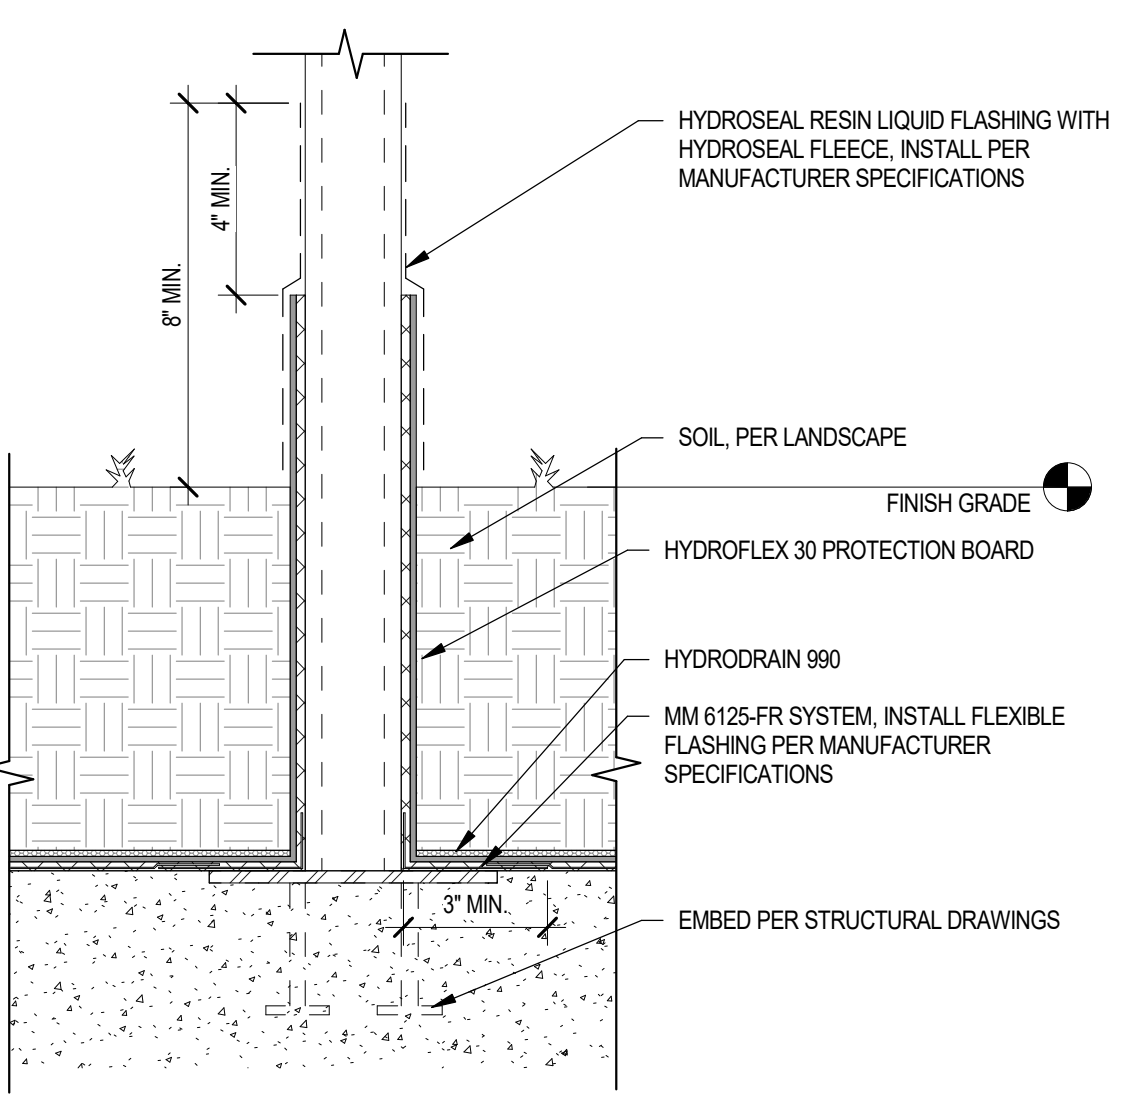 HYDROSEAL RESIN LIQUID FLASHING WITH
HYDROSEAL FLEECE, INSTALL PER
MANUFACTURER SPECIFICATIONS
4" MIN.
8" MIN.
SOIL, PER LANDSCAPE
FINISH GRADE
HYDROFLEX 30 PROTECTION BOARD
HYDRODRAIN 990
MM 6125-FR SYSTEM, INSTALL FLEXIBLE
FLASHING PER MANUFACTURER
SPECIFICATIONS
3" MIN.
EMBED PER STRUCTURAL DRAWINGS